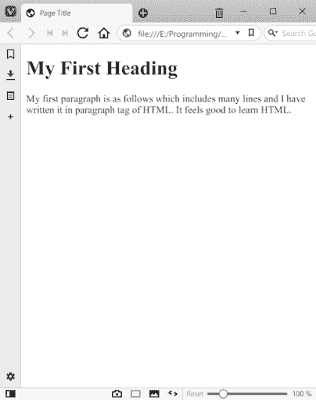 Page Title
file:///E:/Programming/...
Search Go
My First Heading
My first paragraph is as follows which includes many lines and I have
written it in paragraph tag of HTML. It feels good to learn HTML.
Reset
100 %